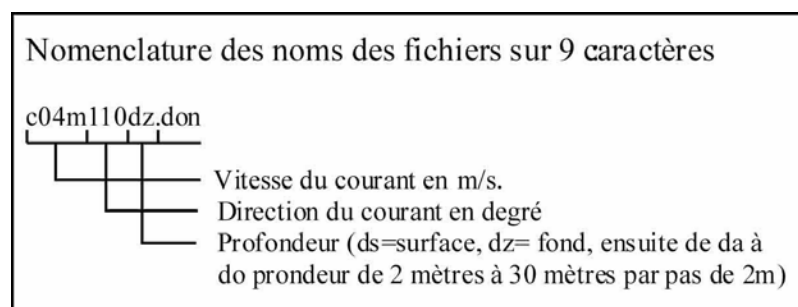 Nomenclature des noms des fichiers sur 9 caractères
c04m110dz.don
Vitesse du courant en m/s.
Direction du courant en degré
Profondeur (ds=surface, dz= fond, ensuite de da à
do prondeur de 2 mètres à 30 mètres par pas de 2m)